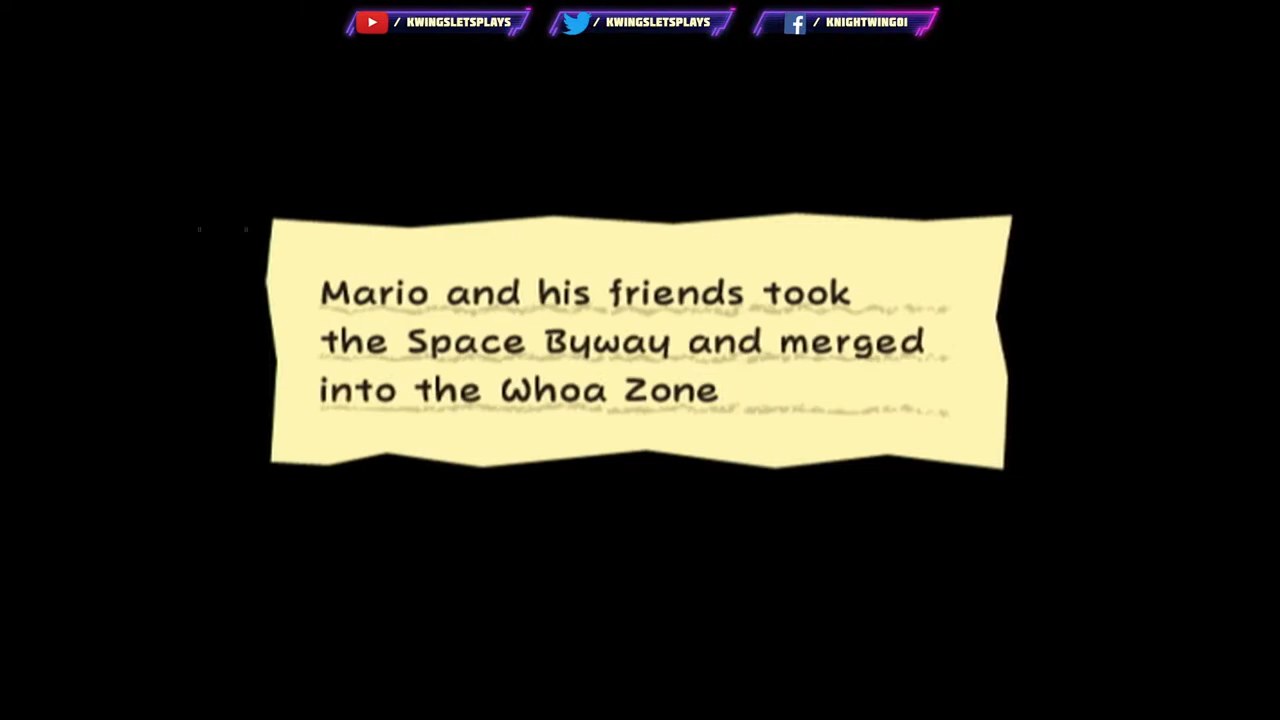 / KWINGSLETSPLAYS / KWINGSLETSPLAYS / KNIGHTWING01
Mario and his friends took
the Space Byway and merged
into the Whoa Zone